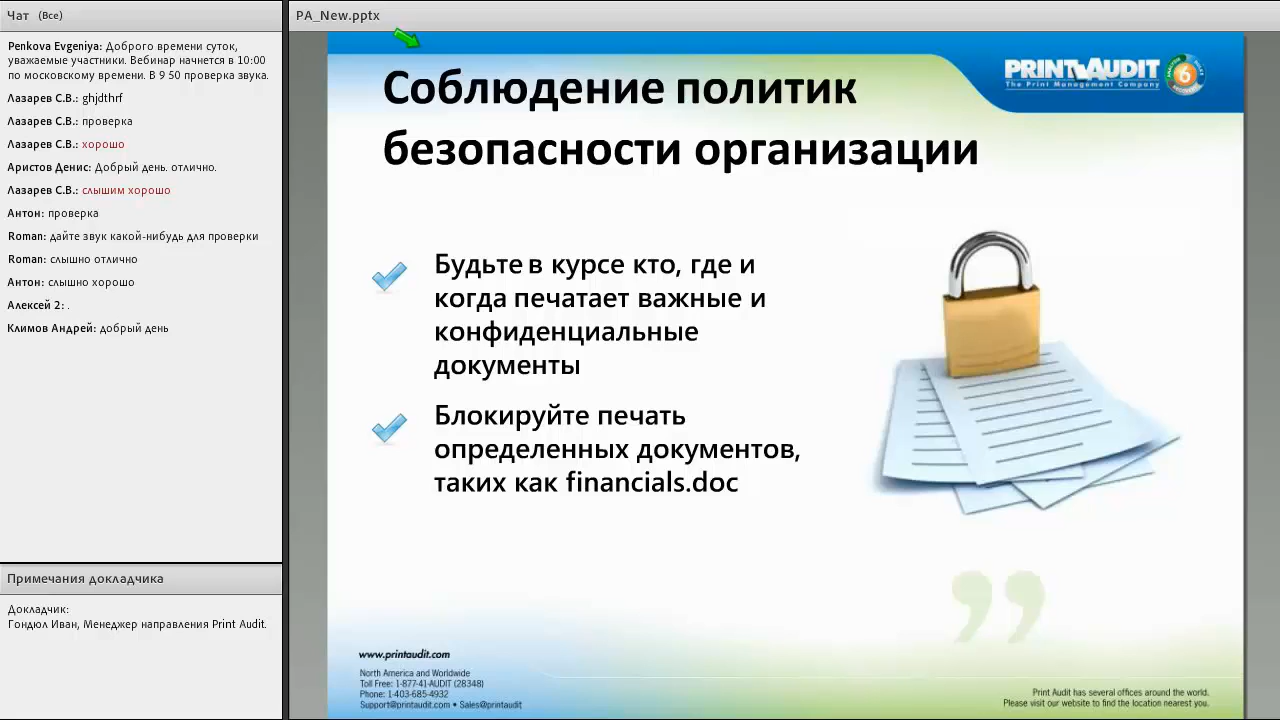 Чат (Все)
Penkova Evgeniya: Доброго времени суток,
уважаемые участники. Вебинар начнется в 10:00
по московскому времени. В 9 50 проверка звука.
Лазарев С.В.: ghjdthrf
Лазарев С.В.: проверка
Лазарев С.В.: хорошо
Аристов Денис: Добрый день. отлично.
Лазарев С.В.: слышим хорошо
Антон: проверка
Roman: дайте звук какой-нибудь для проверки
Roman: слышно отлично
Антон: слышно хорошо
Алексей 2: .
Климов Андрей: добрый день
Примечания докладчика
Докладчик:
Гондюл Иван, Менеджер направления Print Audit.
PA_New.pptx
PRINT AUDIT 6
The Print Management Company
Соблюдение политик
безопасности организации
Будьте в курсе кто, где и
когда печатает важные и
конфиденциальные
документы
Блокируйте печать
определенных документов,
таких как financials.doc
www.printaudit.com
North America and Worldwide
Toll Free: 1-877-41-AUDIT (28348)
Phone: 1-403-685-4932
Support@printaudit.com • Sales@printaudit
Print Audit has several offices around the world.
Please visit our website to find the location nearest you.